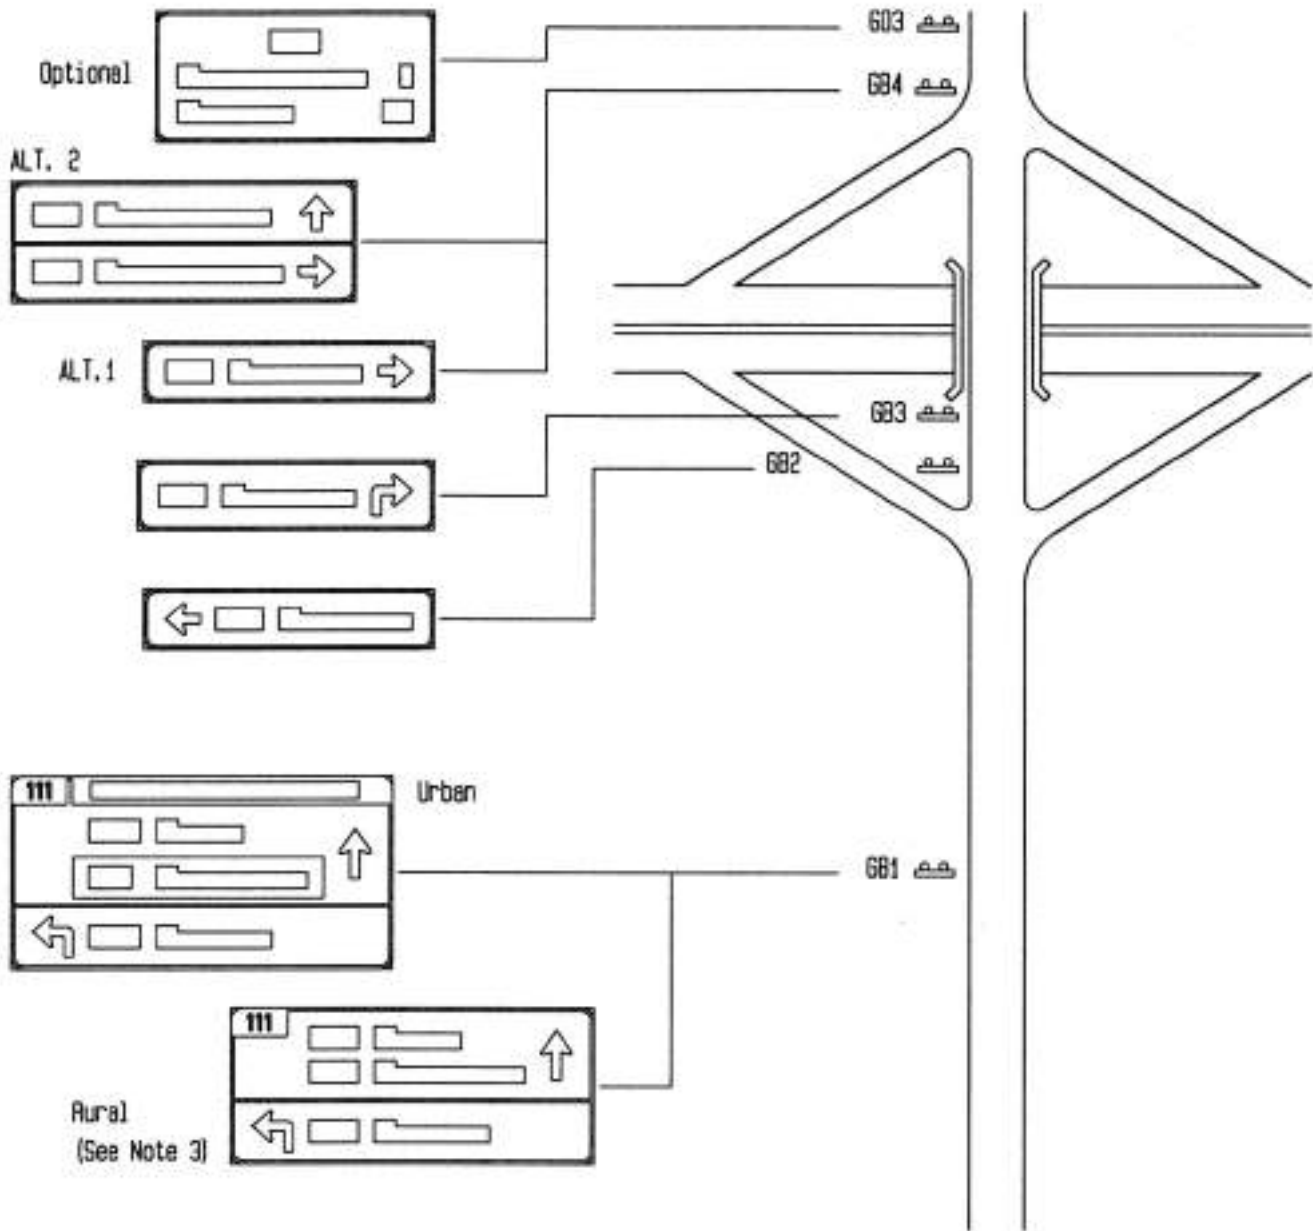 GD3
Optional
GB4
ALT. 2
ALT.1
GB3
GB2
111
Urban
GB1
111
Rural
(See Note 3)